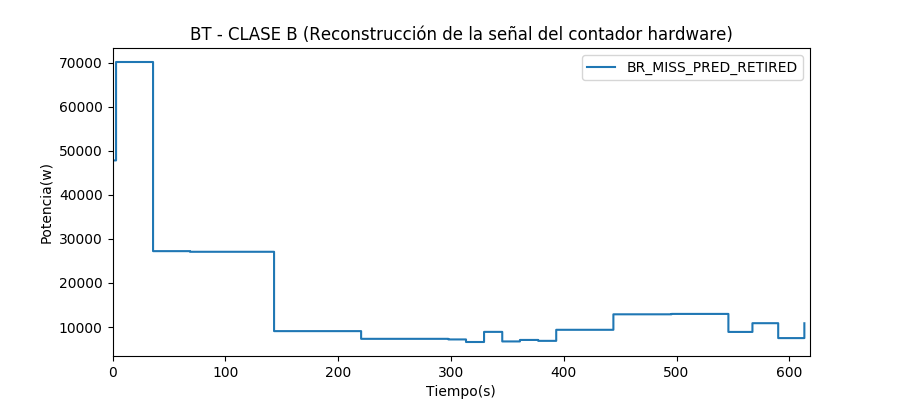 BT - CLASE B (Reconstrucción de la señal del contador hardware)
BR_MISS_PRED_RETIRED
70000
60000
50000
40000
30000
20000
10000
Potencia(w)
0 100 200 300 400 500 600
Tiempo(s)